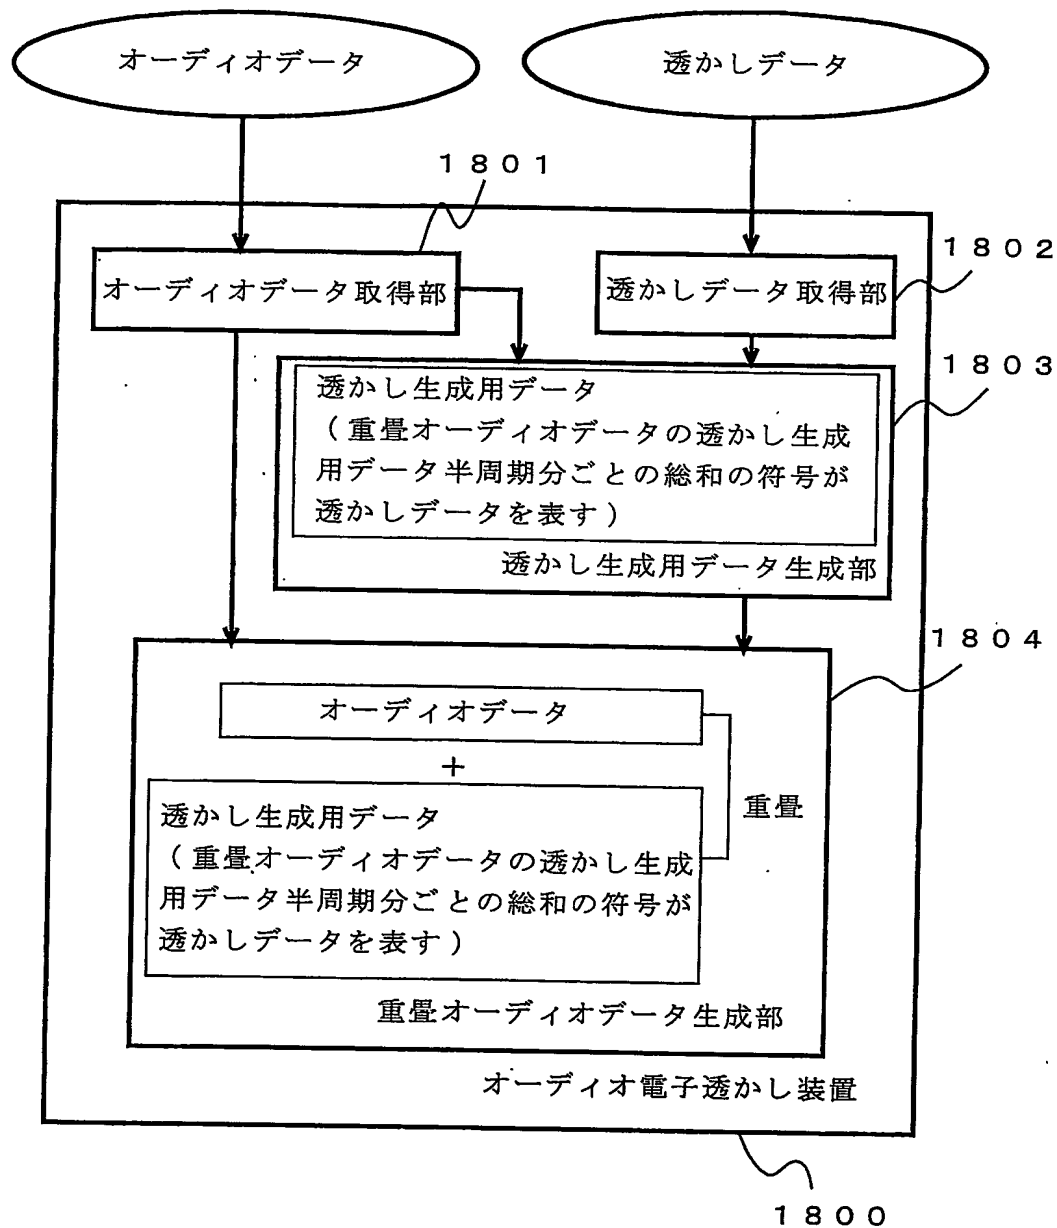 オーディオデータ
透かしデータ
1801
1802
オーディオデータ取得部
透かしデータ取得部
1803
透かし生成用データ
(重畳オーディオデータの透かし生成
用データ半周期分ごとの総和の符号が
透かしデータを表す)
透かし生成用データ生成部
1804
オーディオデータ
+
重畳
透かし生成用データ
(重畳オーディオデータの透かし生成
用データ半周期分ごとの総和の符号が
透かしデータを表す)
重畳オーディオデータ生成部
オーディオ電子透かし装置
1800